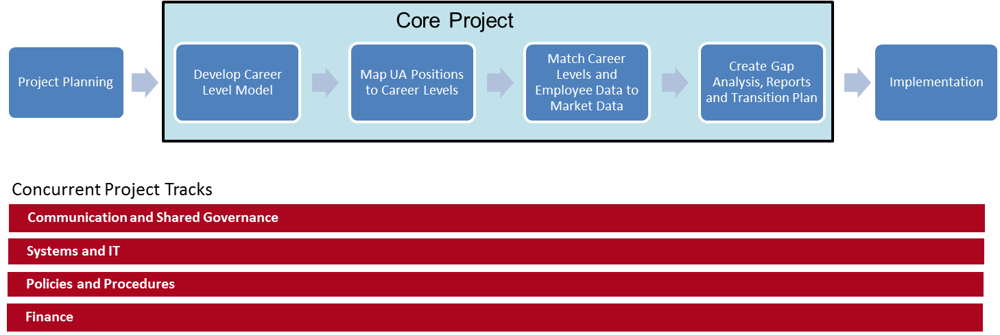 Core Project
Project Planning
Develop Career
Level Model
Map UA Positions
to Career Levels
Match Career
Levels and
Employee Data to
Market Data
Create Gap
Analysis, Reports
and Transition Plan
Implementation
Concurrent Project Tracks
Communication and Shared Governance
Systems and IT
Policies and Procedures
Finance